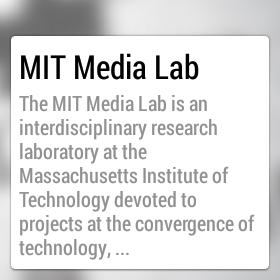 MIT Media Lab
The MIT Media Lab is an
interdisciplinary research
laboratory at the
Massachusetts Institute of
Technology devoted to
projects at the convergence of
technology, ...